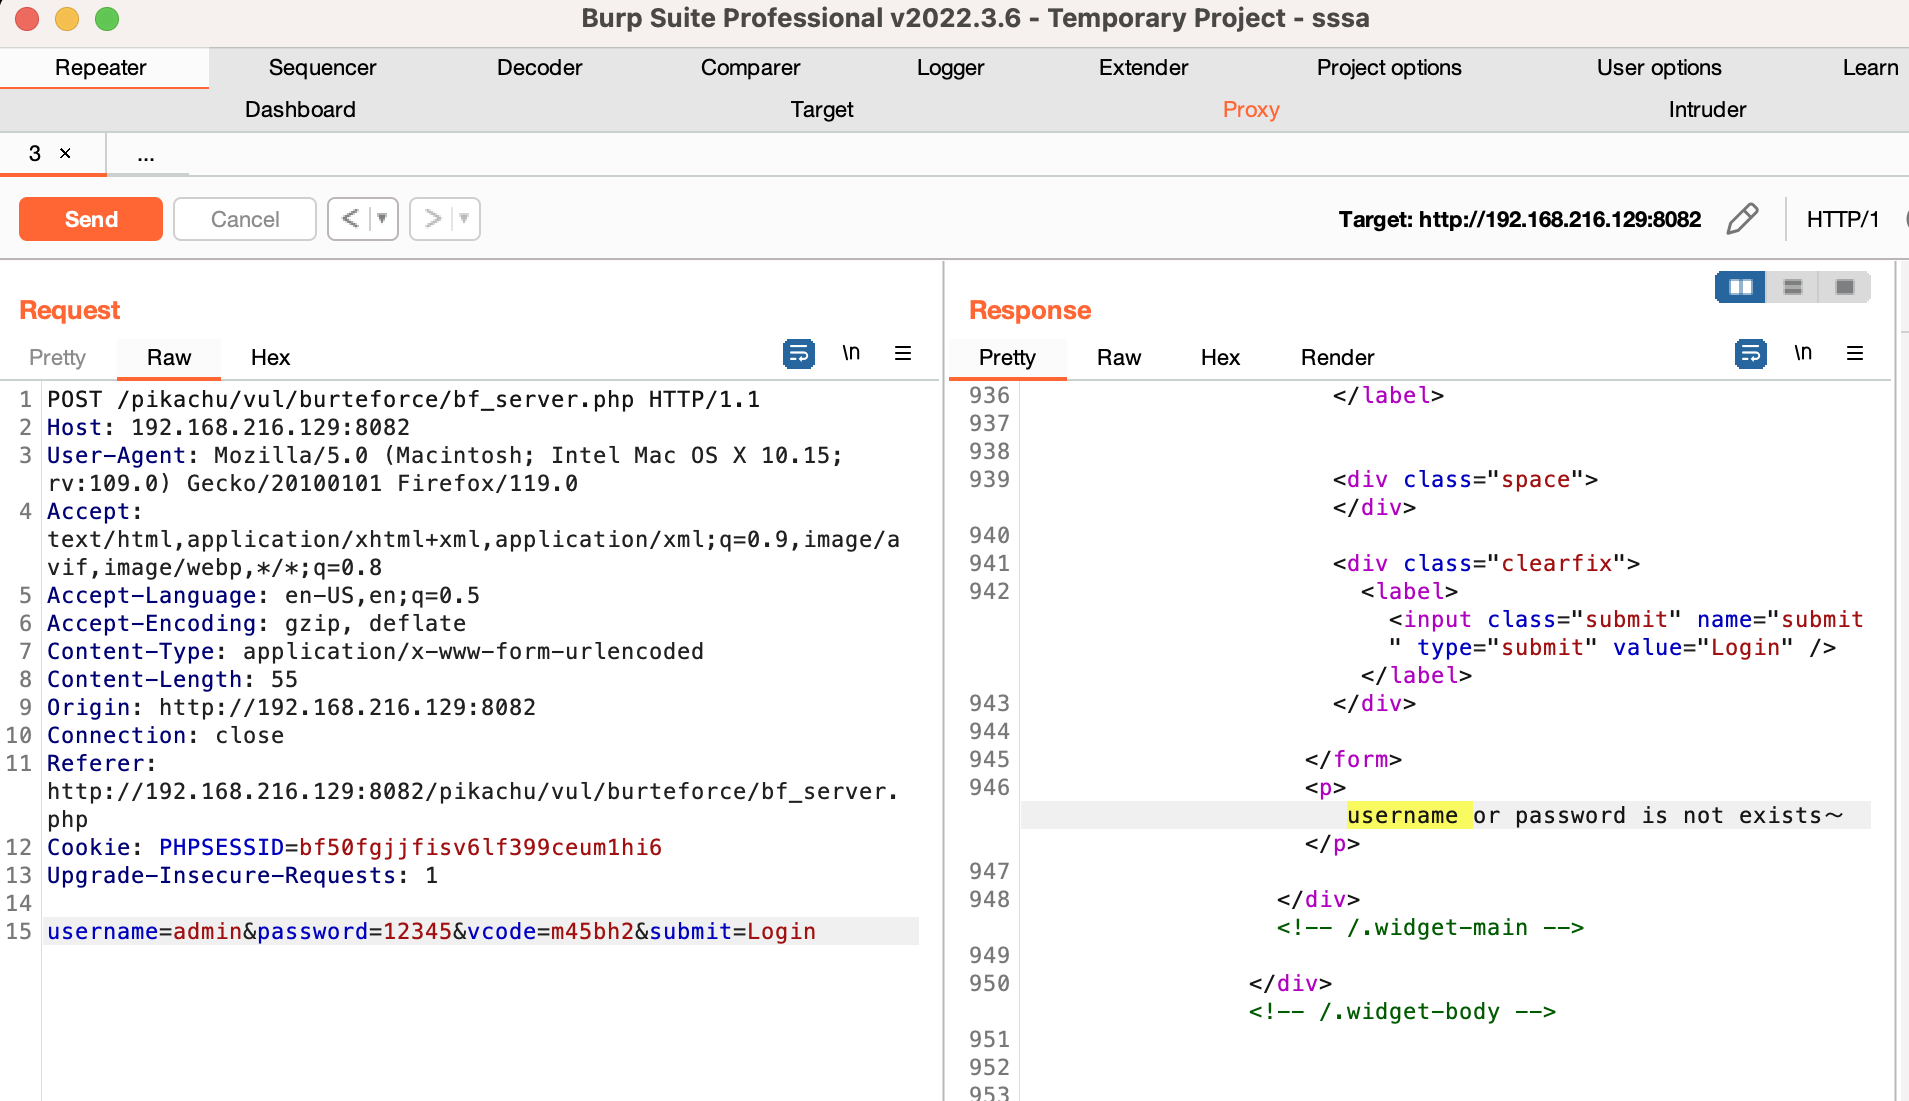 Burp Suite Professional v2022.3.6 - Temporary Project - sssa
Repeater Sequencer Decoder Comparer Logger Extender Project options User options Learn
Dashboard Target Proxy Intruder
3 × ...
Send Cancel < ▼ > ▼ Target: http://192.168.216.129:8082 HTTP/1
Request
Pretty Raw Hex \n
1 POST /pikachu/vul/burteforce/bf_server.php HTTP/1.1
2 Host: 192.168.216.129:8082
3 User-Agent: Mozilla/5.0 (Macintosh; Intel Mac OS X 10.15;
rv:109.0) Gecko/20100101 Firefox/119.0
4 Accept:
text/html,application/xhtml+xml,application/xml;q=0.9,image/a
vif,image/webp,*/*;q=0.8
5 Accept-Language: en-US,en;q=0.5
6 Accept-Encoding: gzip, deflate
7 Content-Type: application/x-www-form-urlencoded
8 Content-Length: 55
9 Origin: http://192.168.216.129:8082
10 Connection: close
11 Referer:
http://192.168.216.129:8082/pikachu/vul/burteforce/bf_server.
php
12 Cookie: PHPSESSID=bf50fgjjfisv6lf399ceum1hi6
13 Upgrade-Insecure-Requests: 1
14
15 username=admin&password=12345&vcode=m45bh2&submit=Login
Response
Pretty Raw Hex Render \n
936 </label>
937
938
939 <div class="space">
</div>
940
941 <div class="clearfix">
942 <label>
<input class="submit" name="submit
" type="submit" value="Login" />
</label>
943 </div>
944
945 </form>
946 <p>
username or password is not exists~
</p>
947
948 </div>
<!-- /.widget-main -->
949
950 </div>
<!-- /.widget-body -->
951
952
953